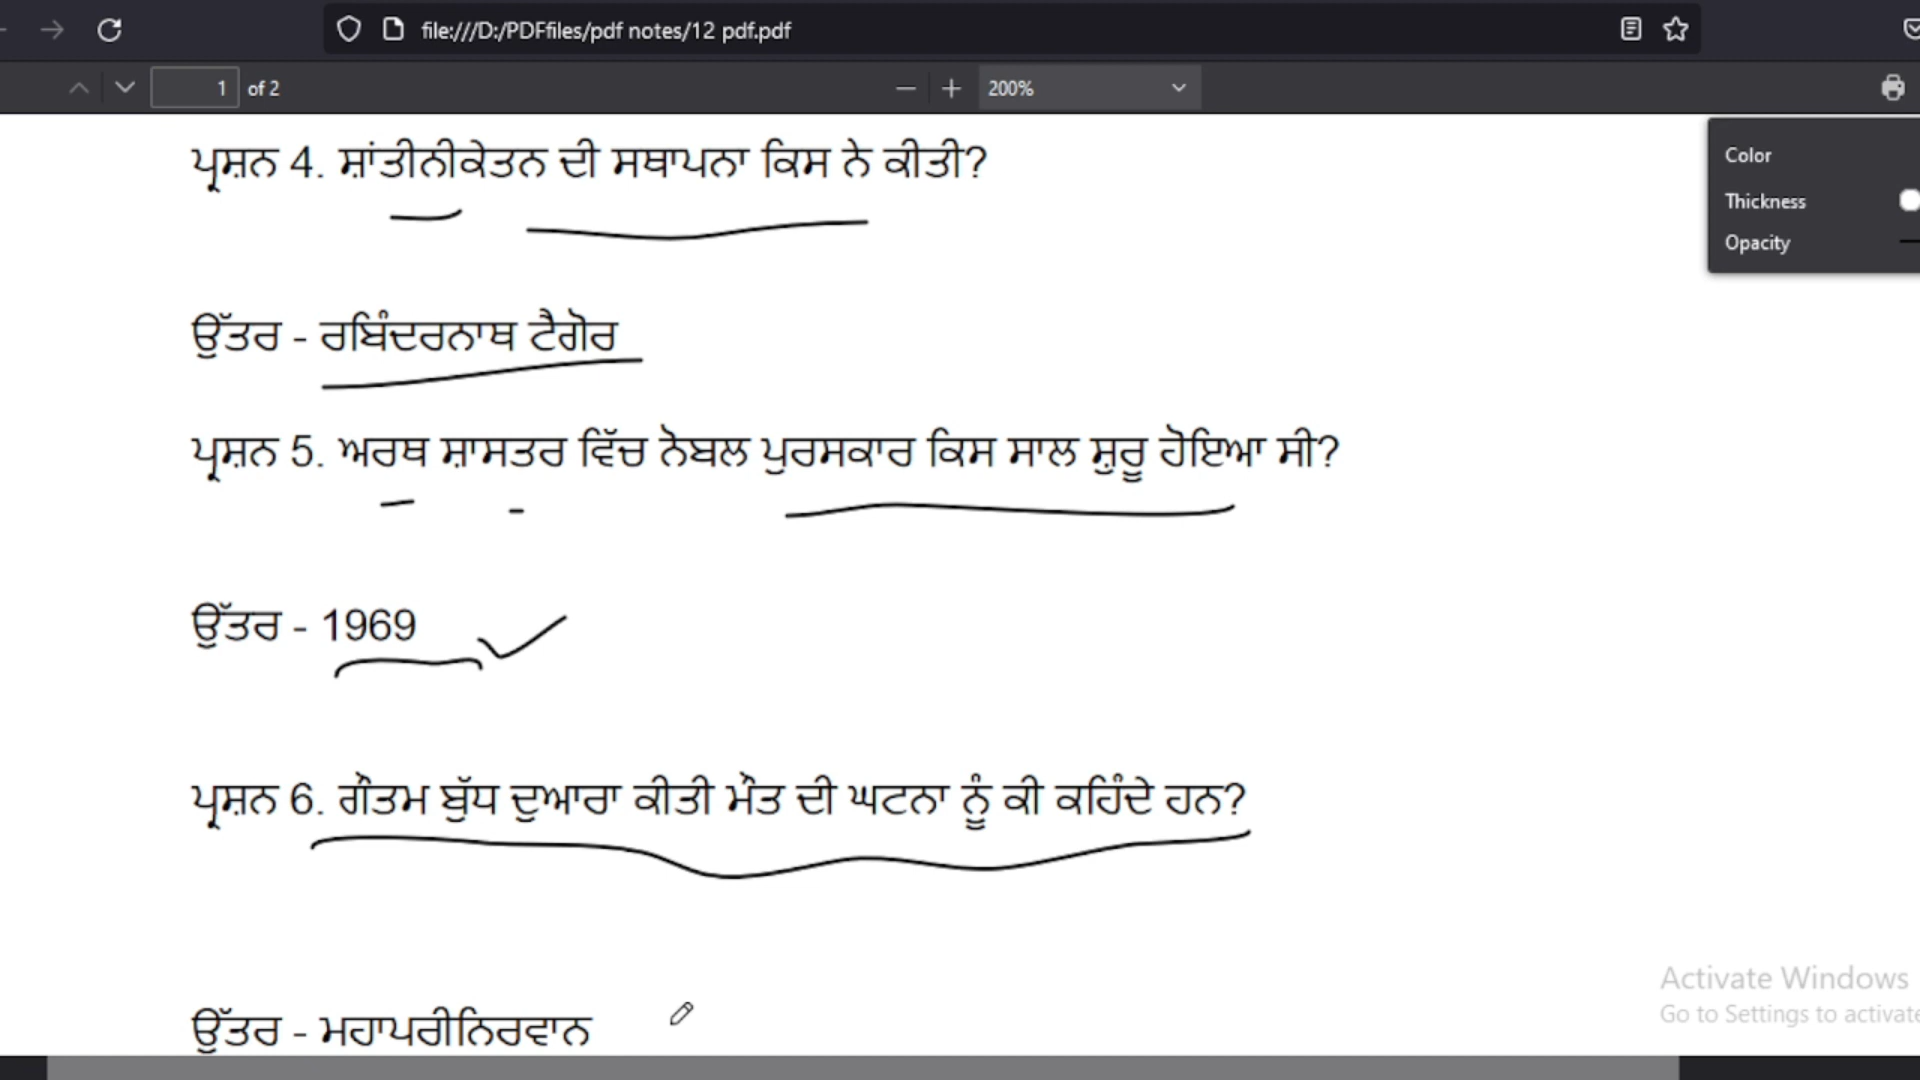 file:///D:/PDFfiles/pdf notes/12 pdf.pdf
1 of 2
200%
Color
Thickness
Opacity
ਪ੍ਰਸ਼ਨ 4. ਸ਼ਾਂਤੀਨੀਕੇਤਨ ਦੀ ਸਥਾਪਨਾ ਕਿਸ ਨੇ ਕੀਤੀ?
ਉੱਤਰ - ਰਬਿੰਦਰਨਾਥ ਟੈਗੋਰ
ਪ੍ਰਸ਼ਨ 5. ਅਰਥ ਸ਼ਾਸਤਰ ਵਿੱਚ ਨੋਬਲ ਪੁਰਸਕਾਰ ਕਿਸ ਸਾਲ ਸ਼ੁਰੂ ਹੋਇਆ ਸੀ?
ਉੱਤਰ - 1969
ਪ੍ਰਸ਼ਨ 6. ਗੌਤਮ ਬੁੱਧ ਦੁਆਰਾ ਕੀਤੀ ਮੌਤ ਦੀ ਘਟਨਾ ਨੂੰ ਕੀ ਕਹਿੰਦੇ ਹਨ?
ਉੱਤਰ - ਮਹਾਪਰੀਨਿਰਵਾਨ
Activate Windows
Go to Settings to activate